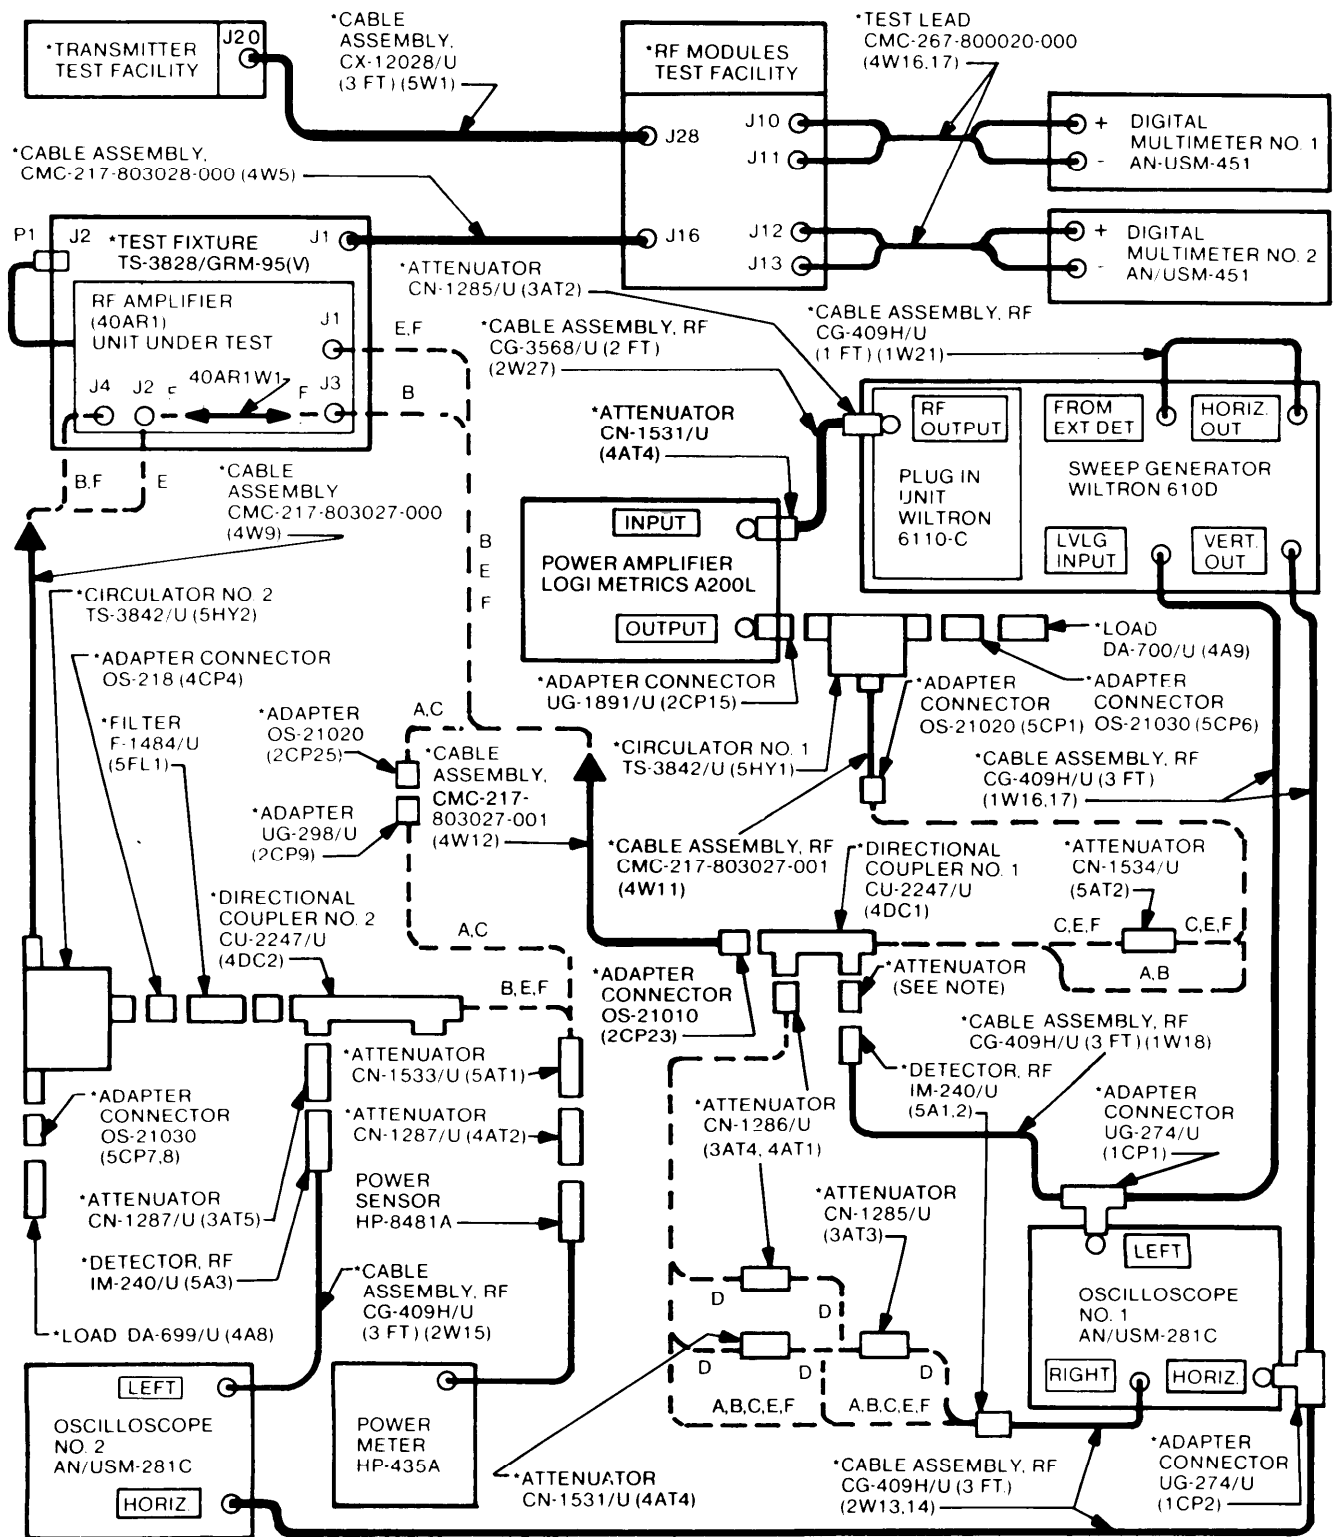 *TRANSMITTER
TEST FACILITY
J20
*CABLE
ASSEMBLY,
CX-12028/U
(3 FT) (5W1)
*RF MODULES
TEST FACILITY
*TEST LEAD
CMC-267-800020-000
(4W16,17)
J28
J10
J11
+ DIGITAL
MULTIMETER NO. 1
- AN-USM-451
*CABLE ASSEMBLY,
CMC-217-803028-000 (4W5)
P1
J2
*TEST FIXTURE
TS-3828/GRM-95(V)
J1
J16
J12
J13
+ DIGITAL
MULTIMETER NO. 2
- AN/USM-451
*ATTENUATOR
CN-1285/U (3AT2)
RF AMPLIFIER
(40AR1)
UNIT UNDER TEST
J1
E,F
*CABLE ASSEMBLY, RF
CG-3568/U (2 FT)
(2W27)
*CABLE ASSEMBLY, RF
CG-409H/U
(1 FT) (1W21)
J4
J2
F
40AR1W1
F
J3
B
*ATTENUATOR
CN-1531/U
(4AT4)
RF
OUTPUT
FROM
EXT DET
HORIZ.
OUT
PLUG IN
UNIT
WILTRON
6110-C
SWEEP GENERATOR
WILTRON 610D
LVLG
INPUT
VERT.
OUT
B,F
E
*CABLE
ASSEMBLY
CMC-217-803027-000
(4W9)
INPUT
POWER AMPLIFIER
LOGI METRICS A200L
OUTPUT
B
E
F
*CIRCULATOR NO. 2
TS-3842/U (5HY2)
*LOAD
DA-700/U (4A9)
*ADAPTER CONNECTOR
OS-218 (4CP4)
*ADAPTER CONNECTOR
UG-1891/U (2CP15)
*ADAPTER
CONNECTOR
OS-21020 (5CP1)
*ADAPTER
CONNECTOR
OS-21030 (5CP6)
*FILTER
F-1484/U
(5FL1)
*ADAPTER
OS-21020
(2CP25)
A,C
*CABLE
ASSEMBLY,
CMC-217-
803027-001
(4W12)
*CIRCULATOR NO. 1
TS-3842/U (5HY1)
*CABLE ASSEMBLY, RF
CG-409H/U (3 FT)
(1W16,17)
*ADAPTER
UG-298/U
(2CP9)
*CABLE ASSEMBLY, RF
CMC-217-803027-001
(4W11)
*DIRECTIONAL
COUPLER NO. 1
CU-2247/U
(4DC1)
*ATTENUATOR
CN-1534/U
(5AT2)
*DIRECTIONAL
COUPLER NO. 2
CU-2247/U
(4DC2)
A,C
C,E,F
C,E,F
A,B
B,E,F
*ADAPTER
CONNECTOR
OS-21010
(2CP23)
*ATTENUATOR
(SEE NOTE)
*CABLE ASSEMBLY, RF
CG-409H/U (3 FT) (1W18)
*ATTENUATOR
CN-1533/U (5AT1)
*DETECTOR, RF
IM-240/U
(5A1,2)
*ADAPTER
CONNECTOR
UG-274/U
(1CP1)
*ADAPTER
CONNECTOR
OS-21030
(5CP7,8)
*ATTENUATOR
CN-1287/U (4AT2)
*ATTENUATOR
CN-1286/U
(3AT4, 4AT1)
*ATTENUATOR
CN-1287/U (3AT5)
POWER
SENSOR
HP-8481A
*ATTENUATOR
CN-1285/U
(3AT3)
*DETECTOR, RF
IM-240/U (5A3)
*CABLE
ASSEMBLY, RF
CG-409H/U
(3 FT) (2W15)
LEFT
OSCILLOSCOPE
NO. 1
AN/USM-281C
RIGHT
HORIZ.
D
D
D
D
D
*LOAD DA-699/U (4A8)
A,B,C,E,F
A,B,C,E,F
LEFT
OSCILLOSCOPE
NO. 2
AN/USM-281C
HORIZ.
POWER
METER
HP-435A
*ATTENUATOR
CN-1531/U (4AT4)
*CABLE ASSEMBLY, RF
CG-409H/U (3 FT.)
(2W13,14)
*ADAPTER
CONNECTOR
UG-274/U
(1CP2)